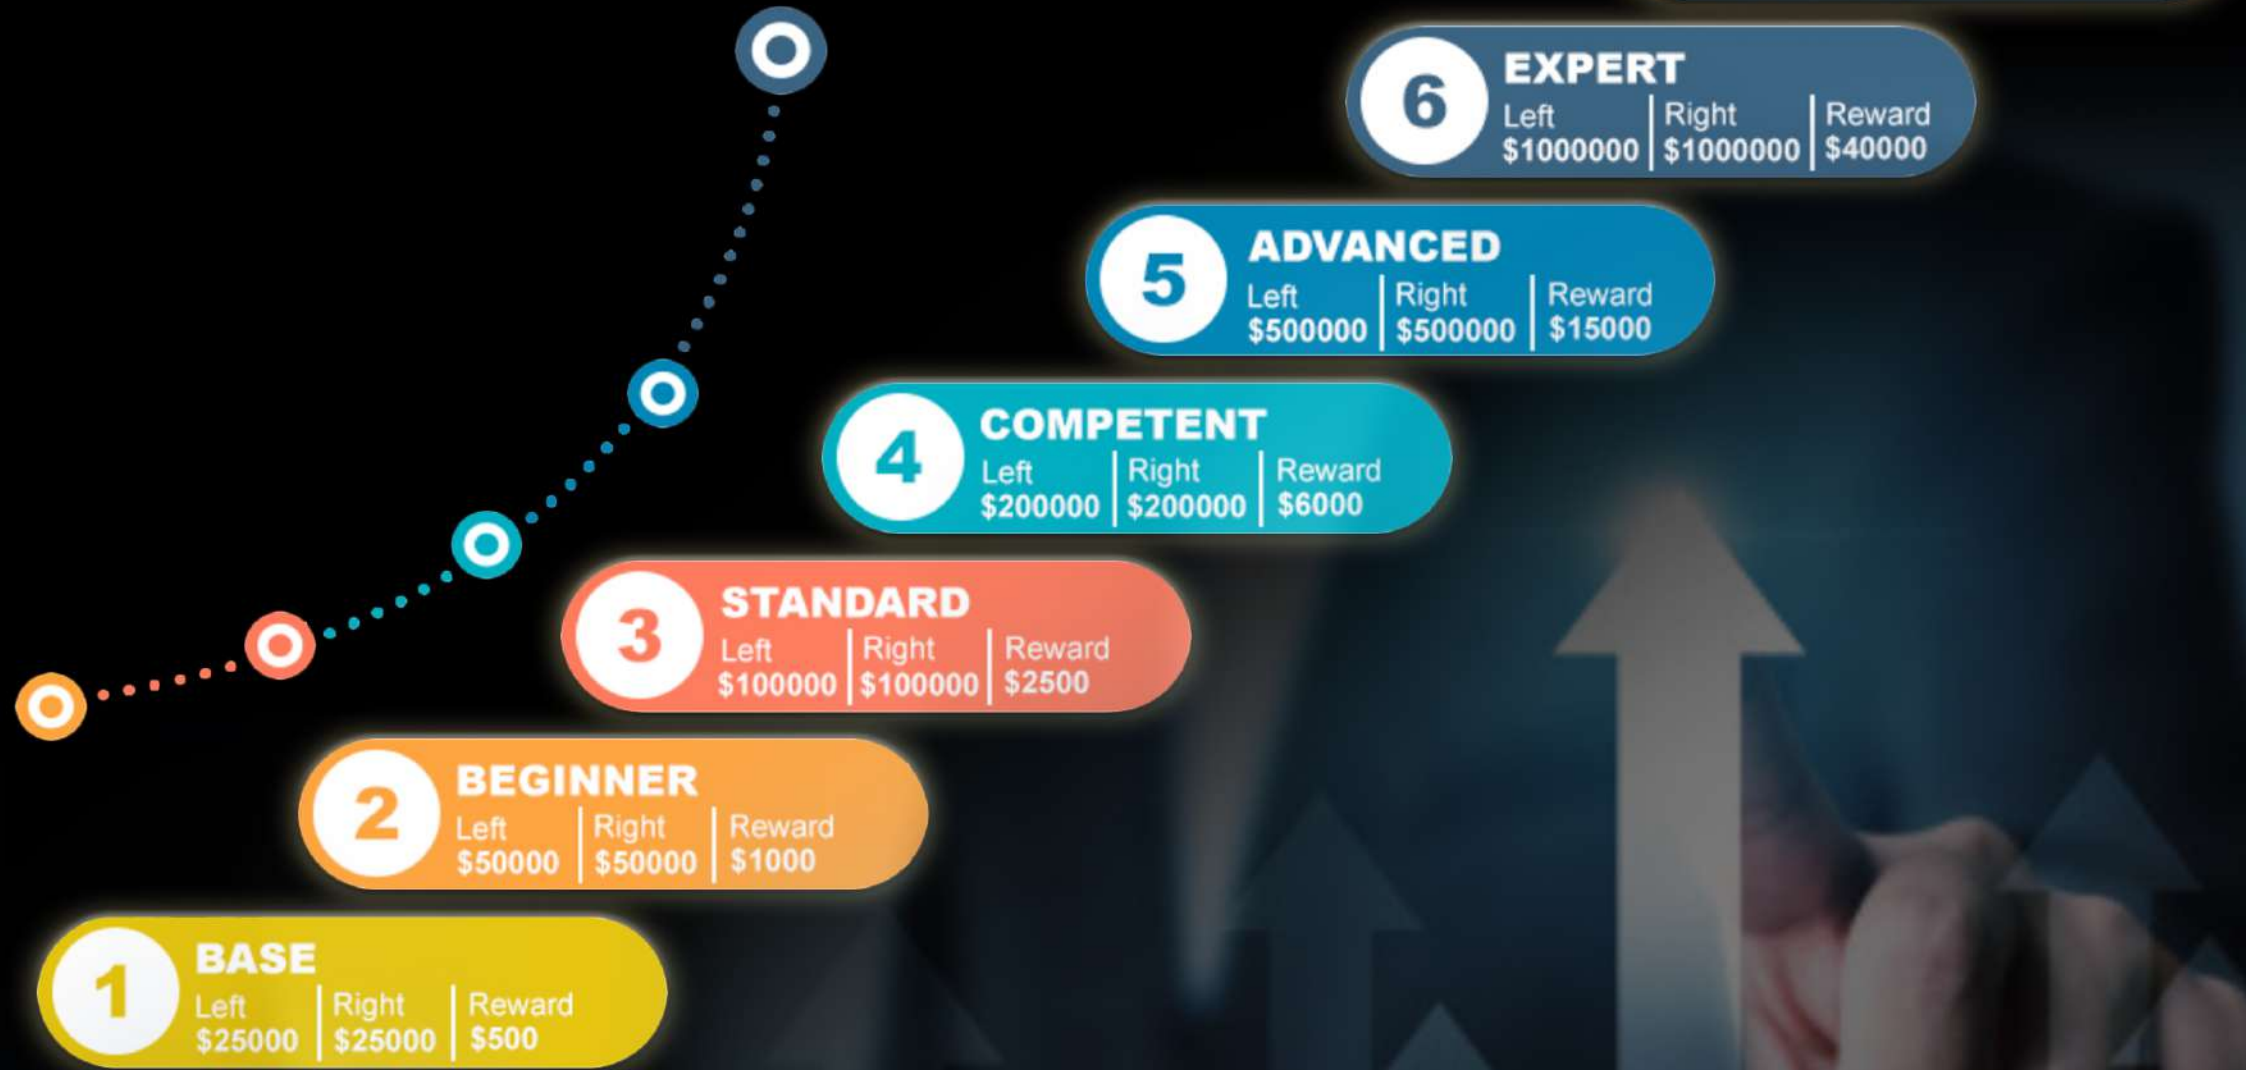 6
EXPERT
Left Right Reward
$1000000 $1000000 $40000
5
ADVANCED
Left Right Reward
$500000 $500000 $15000
4
COMPETENT
Left Right Reward
$200000 $200000 $6000
3
STANDARD
Left Right Reward
$100000 $100000 $2500
2
BEGINNER
Left Right Reward
$50000 $50000 $1000
1
BASE
Left Right Reward
$25000 $25000 $500